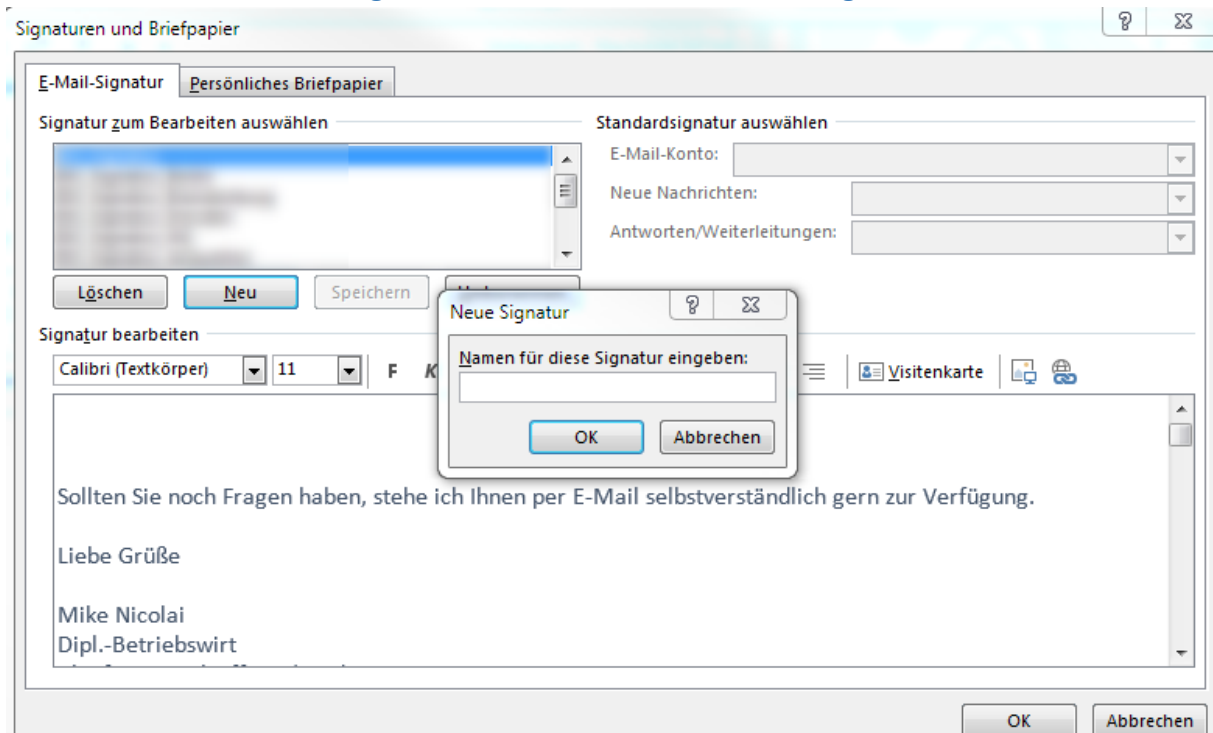 Signaturen und Briefpapier
E-Mail-Signatur
Persönliches Briefpapier
Signatur zum Bearbeiten auswählen
Standardsignatur auswählen
E-Mail-Konto:
Neue Nachrichten:
Antworten/Weiterleitungen:
Löschen
Neu
Speichern
Signatur bearbeiten
Calibri (Textkörper)
11
F
K
Visitenkarte
Neue Signatur
Namen für diese Signatur eingeben:
OK
Abbrechen
Sollten Sie noch Fragen haben, stehe ich Ihnen per E-Mail selbstverständlich gern zur Verfügung.
Liebe Grüße
Mike Nicolai
Dipl.-Betriebswirt
OK
Abbrechen